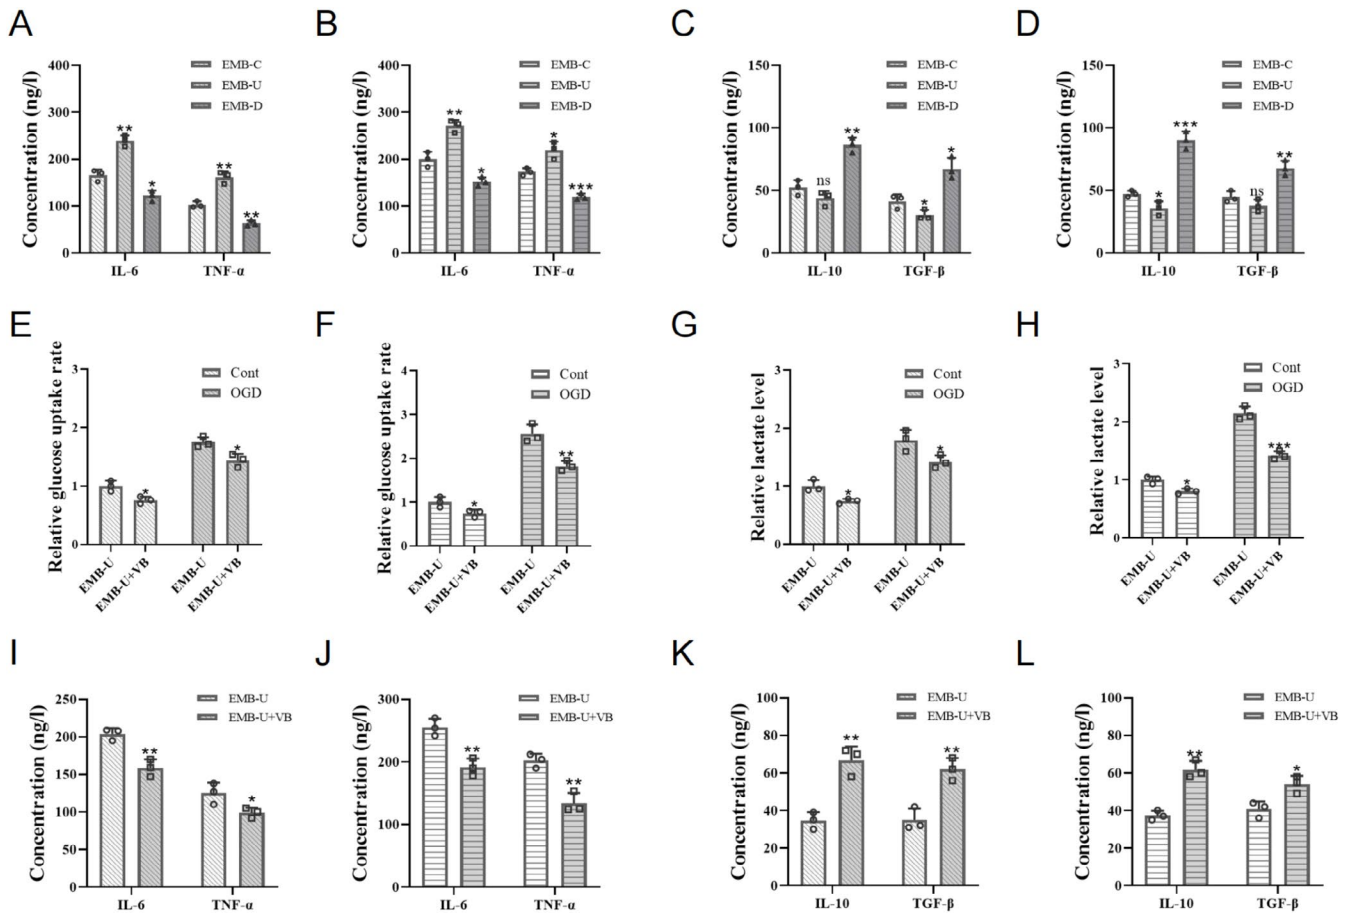 A
Concentration (ng/l)
400
300
200
100
0
EMB-C
EMB-U
EMB-D
**
*
**
**
IL-6
TNF-α
B
Concentration (ng/l)
400
300
200
100
0
EMB-C
EMB-U
EMB-D
**
*
*
***
IL-6
TNF-α
C
Concentration (ng/l)
150
100
50
0
EMB-C
EMB-U
EMB-D
ns
**
*
*
IL-10
TGF-β
D
Concentration (ng/l)
150
100
50
0
EMB-C
EMB-U
EMB-D
*
***
ns
**
IL-10
TGF-β
E
Relative glucose uptake rate
3
2
1
0
Cont
OGD
*
*
EMB-U
EMB-U+VB
EMB-U
EMB-U+VB
F
Relative glucose uptake rate
4
3
2
1
0
Cont
OGD
*
**
EMB-U
EMB-U+VB
EMB-U
EMB-U+VB
G
Relative lactate level
3
2
1
0
Cont
OGD
*
*
EMB-U
EMB-U+VB
EMB-U
EMB-U+VB
H
Relative lactate level
3
2
1
0
Cont
OGD
*
***
EMB-U
EMB-U+VB
EMB-U
EMB-U+VB
I
Concentration (ng/l)
250
200
150
100
50
0
EMB-U
EMB-U+VB
**
*
IL-6
TNF-α
J
Concentration (ng/l)
300
200
100
0
EMB-U
EMB-U+VB
**
**
IL-6
TNF-α
K
Concentration (ng/l)
100
80
60
40
20
0
EMB-U
EMB-U+VB
**
**
IL-10
TGF-β
L
Concentration (ng/l)
100
80
60
40
20
0
EMB-U
EMB-U+VB
**
*
IL-10
TGF-β